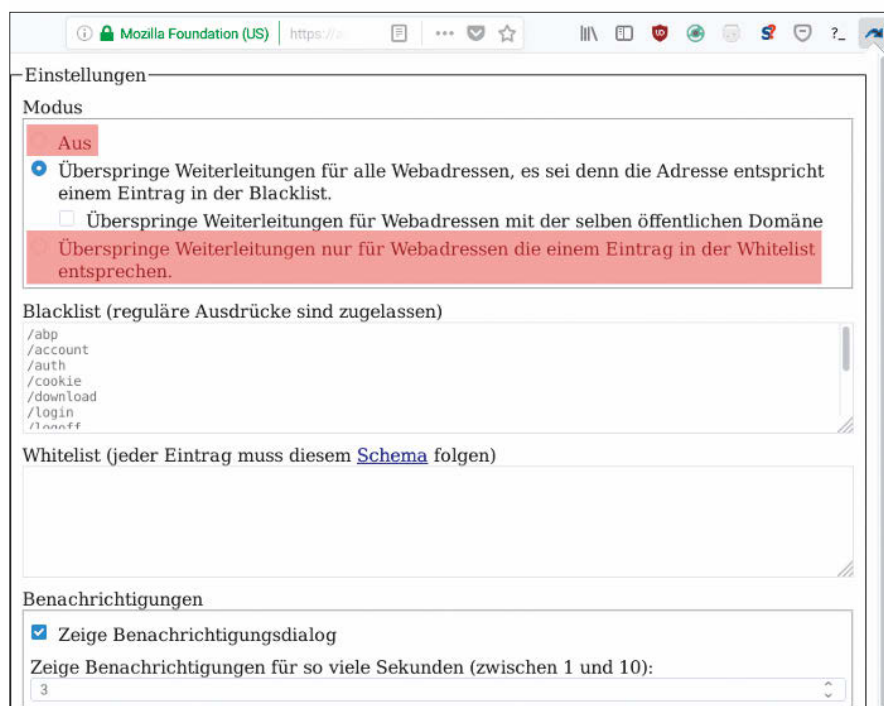 Mozilla Foundation (US) https://
Einstellungen
Modus
Aus
Überspringe Weiterleitungen für alle Webadressen, es sei denn die Adresse entspricht
einem Eintrag in der Blacklist.
Überspringe Weiterleitungen für Webadressen mit der selben öffentlichen Domäne
Überspringe Weiterleitungen nur für Webadressen die einem Eintrag in der Whitelist
entsprechen.
Blacklist (reguläre Ausdrücke sind zugelassen)
/abp
/account
/auth
/cookie
/download
/login
/logoff
Whitelist (jeder Eintrag muss diesem Schema folgen)
Benachrichtigungen
Zeige Benachrichtigungsdialog
Zeige Benachrichtigungen für so viele Sekunden (zwischen 1 und 10):
3